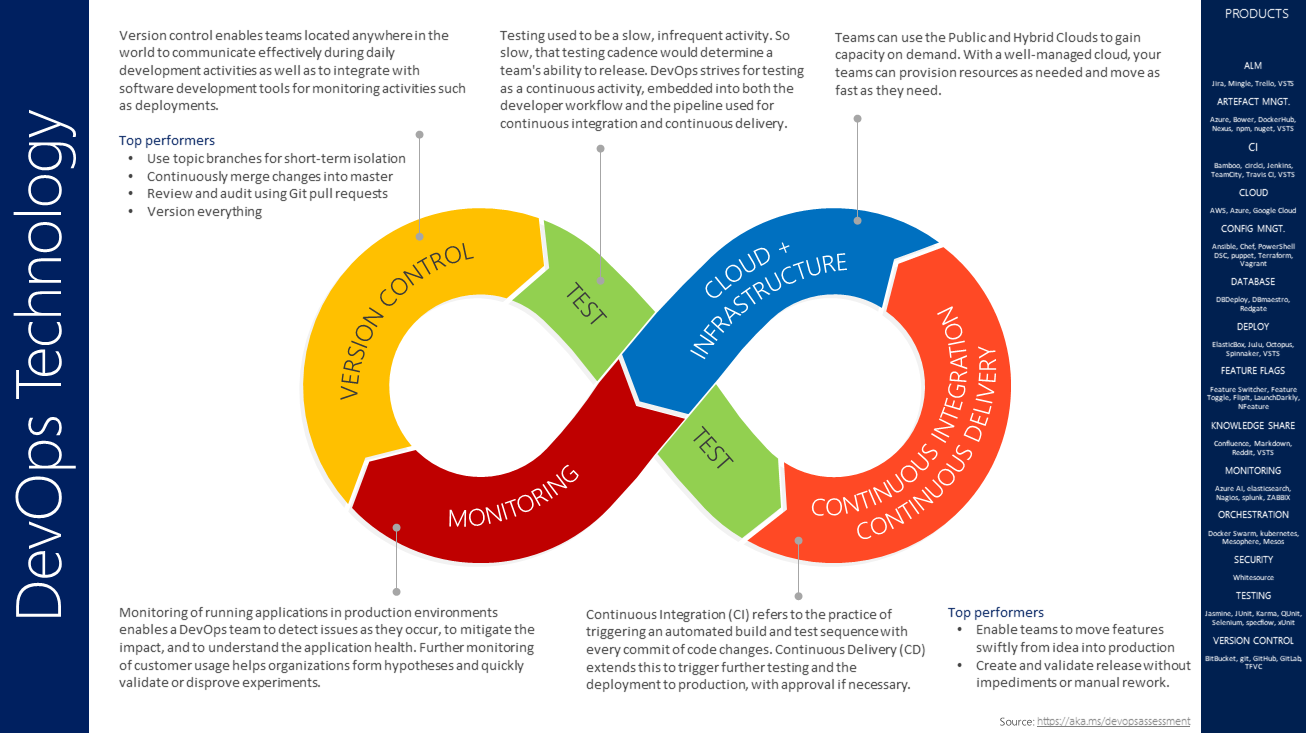 DevOps Technology
Version control enables teams located anywhere in the
world to communicate effectively during daily
development activities as well as to integrate with
software development tools for monitoring activities such
as deployments.
Top performers
• Use topic branches for short-term isolation
• Continuously merge changes into master
• Review and audit using Git pull requests
• Version everything
Testing used to be a slow, infrequent activity. So
slow, that testing cadence would determine a
team's ability to release. DevOps strives for testing
as a continuous activity, embedded into both the
developer workflow and the pipeline used for
continuous integration and continuous delivery.
Teams can use the Public and Hybrid Clouds to gain
capacity on demand. With a well-managed cloud, your
teams can provision resources as needed and move as
fast as they need.
VERSION CONTROL
TEST
CLOUD +
INFRASTRUCTURE
MONITORING
TEST
CONTINUOUS INTEGRATION
CONTINUOUS DELIVERY
Monitoring of running applications in production environments
enables a DevOps team to detect issues as they occur, to mitigate the
impact, and to understand the application health. Further monitoring
of customer usage helps organizations form hypotheses and quickly
validate or disprove experiments.
Continuous Integration (CI) refers to the practice of
triggering an automated build and test sequence with
every commit of code changes. Continuous Delivery (CD)
extends this to trigger further testing and the
deployment to production, with approval if necessary.
Top performers
• Enable teams to move features
swiftly from idea into production
• Create and validate release without
impediments or manual rework.
Source: https://aka.ms/devopsassessment
PRODUCTS
ALM
Jira, Mingle, Trello, VSTS
ARTEFACT MNGT.
Azure, Bower, DockerHub,
Nexus, npm, nuget, VSTS
CI
Bamboo, circlci, Jenkins,
TeamCity, Travis CI, VSTS
CLOUD
AWS, Azure, Google Cloud
CONFIG MNGT.
Ansible, Chef, PowerShell
DSC, puppet, Terraform,
Vagrant
DATABASE
DBDeploy, DBmaestro,
Redgate
DEPLOY
ElasticBox, JuJu, Octopus,
Spinnaker, VSTS
FEATURE FLAGS
Feature Switcher, Feature
Toggle, FlipIt, LaunchDarkly,
NFeature
KNOWLEDGE SHARE
Confluence, Markdown,
Reddit, VSTS
MONITORING
Azure AI, elasticsearch,
Nagios, splunk, ZABBIX
ORCHESTRATION
Docker Swarm, kubernetes,
Mesophere, Mesos
SECURITY
Whitesource
TESTING
Jasmine, JUnit, Karma, QUnit,
Selenium, specflow, xUnit
VERSION CONTROL
BitBucket, git, GitHub, GitLab,
TFVC